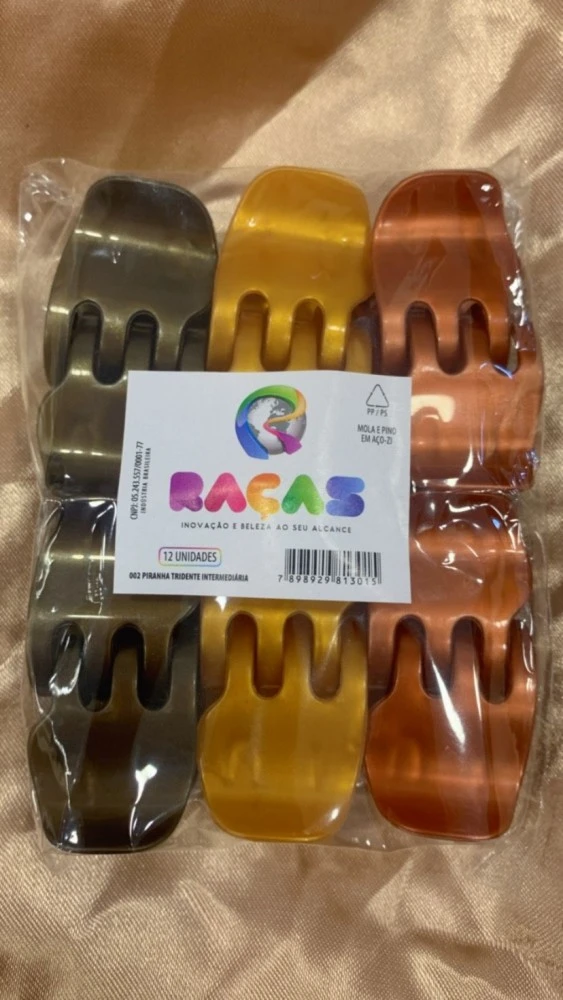 PP / PS
MOLA E PINO
EM AÇO-ZI
CNPJ: 05.243.557/0001-77
INDÚSTRIA BRASILEIRA
RAÇAS
INOVAÇÃO E BELEZA AO SEU ALCANCE
12 UNIDADES
002 PIRANHA TRIDENTE INTERMEDIÁRIA
7 898929 813015